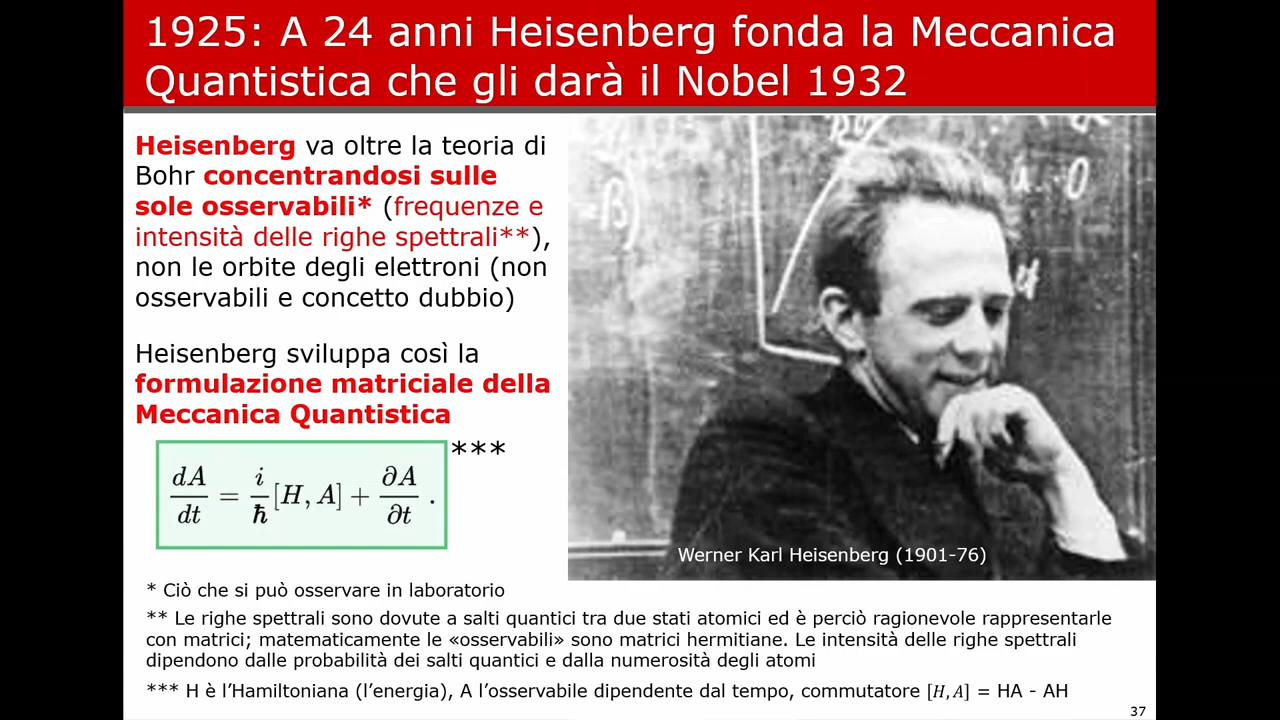 1925: A 24 anni Heisenberg fonda la Meccanica
Quantistica che gli darà il Nobel 1932
Heisenberg va oltre la teoria di
Bohr concentrandosi sulle
sole osservabili* (frequenze e
intensità delle righe spettrali**),
non le orbite degli elettroni (non
osservabili e concetto dubbio)
Heisenberg sviluppa così la
formulazione matriciale della
Meccanica Quantistica
***
dA/dt = i/ħ [H, A] + ∂A/∂t .
Werner Karl Heisenberg (1901-76)
* Ciò che si può osservare in laboratorio
** Le righe spettrali sono dovute a salti quantici tra due stati atomici ed è perciò ragionevole rappresentarle
con matrici; matematicamente le «osservabili» sono matrici hermitiane. Le intensità delle righe spettrali
dipendono dalle probabilità dei salti quantici e dalla numerosità degli atomi
*** H è l'Hamiltoniana (l'energia), A l'osservabile dipendente dal tempo, commutatore [H, A] = HA - AH
37